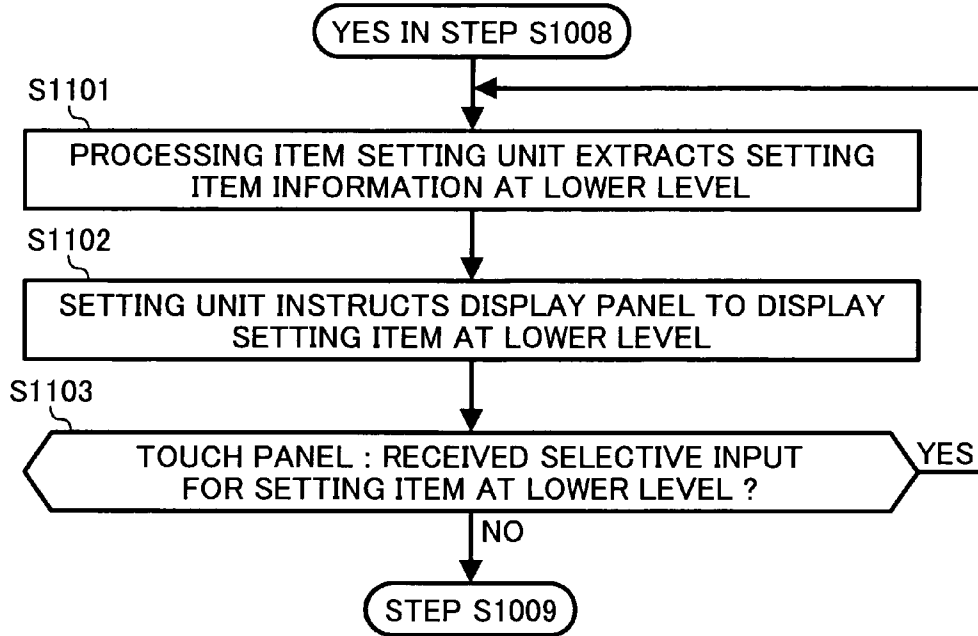 YES IN STEP S1008
S1101
PROCESSING ITEM SETTING UNIT EXTRACTS SETTING
ITEM INFORMATION AT LOWER LEVEL
S1102
SETTING UNIT INSTRUCTS DISPLAY PANEL TO DISPLAY
SETTING ITEM AT LOWER LEVEL
S1103
TOUCH PANEL : RECEIVED SELECTIVE INPUT
FOR SETTING ITEM AT LOWER LEVEL ?
YES
NO
STEP S1009